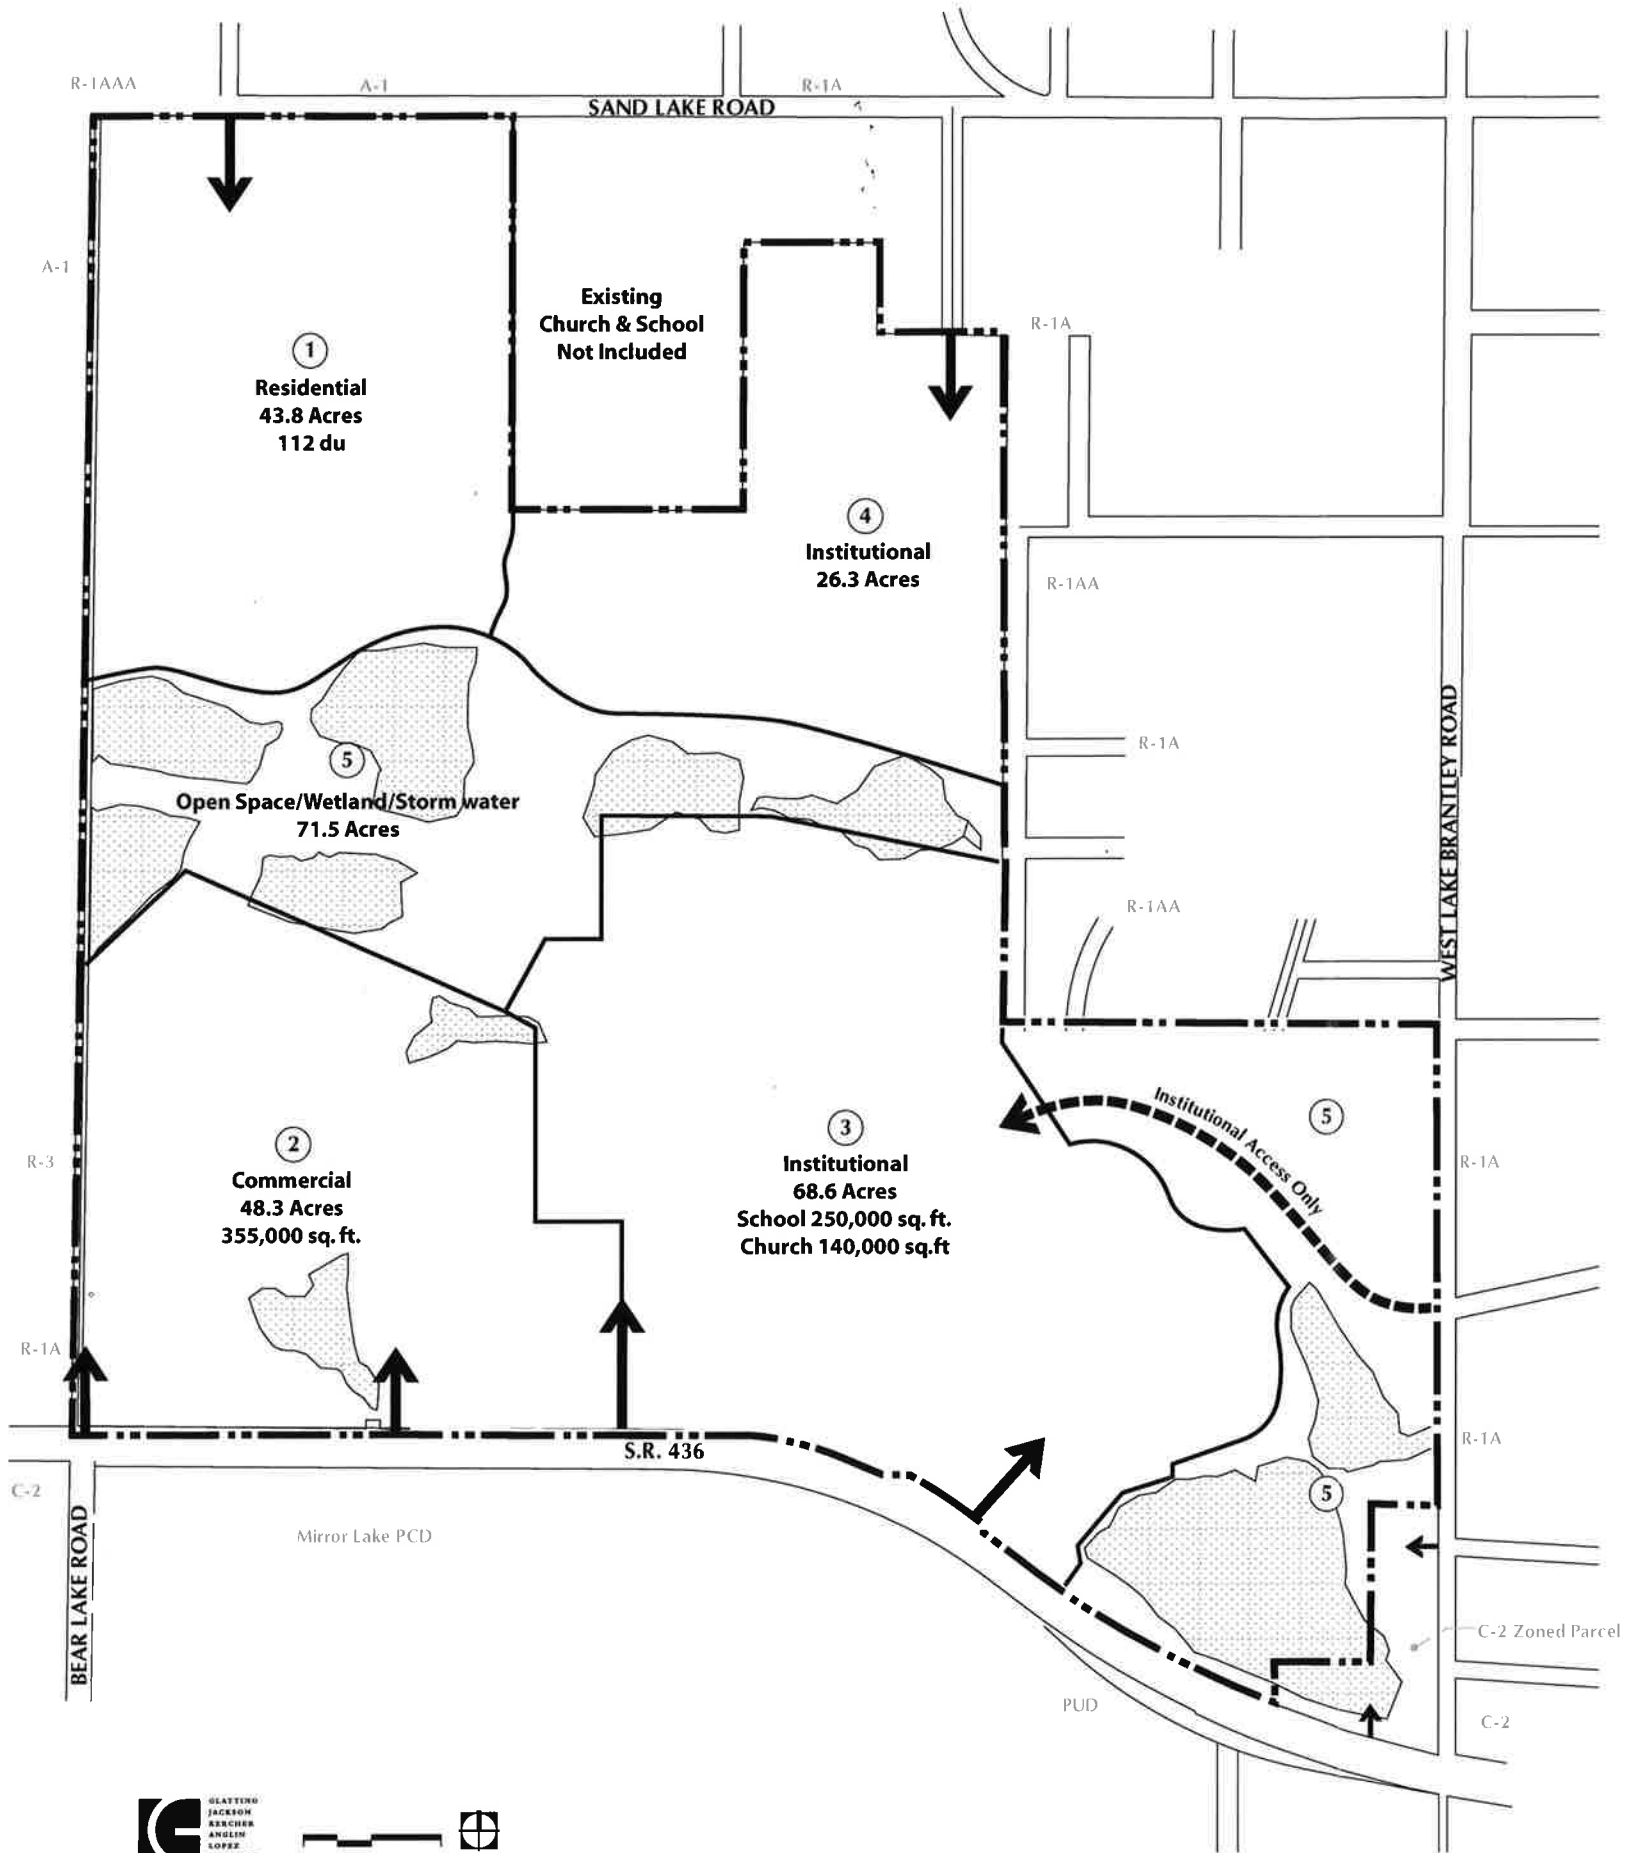 R-1AAA
A-1
R-1A
SAND LAKE ROAD
A-1
Existing
Church & School
Not Included
R-1A
1
Residential
43.8 Acres
112 du
4
Institutional
26.3 Acres
R-1AA
R-1A
WEST LAKE BRANTLEY ROAD
5
Open Space/Wetland/Storm water
71.5 Acres
R-1AA
Institutional Access Only
5
2
Commercial
48.3 Acres
355,000 sq. ft.
3
Institutional
68.6 Acres
School 250,000 sq. ft.
Church 140,000 sq.ft
R-3
R-1A
R-1A
R-1A
S.R. 436
C-2
5
BEAR LAKE ROAD
Mirror Lake PCD
C-2 Zoned Parcel
PUD
C-2
GLATTING
JACKSON
KERCHER
ANGLIN
LOPEZ